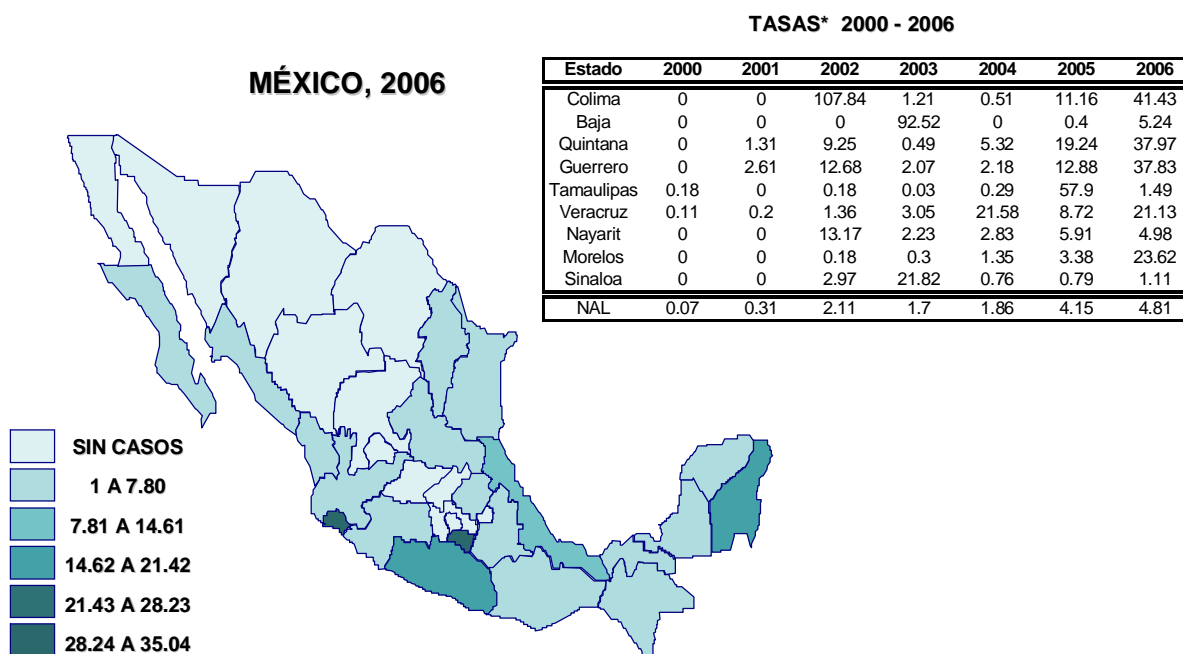 TASAS* 2000 - 2006
MÉXICO, 2006
Estado 2000 2001 2002 2003 2004 2005 2006
Colima 0 0 107.84 1.21 0.51 11.16 41.43
Baja 0 0 0 92.52 0 0.4 5.24
Quintana 0 1.31 9.25 0.49 5.32 19.24 37.97
Guerrero 0 2.61 12.68 2.07 2.18 12.88 37.83
Tamaulipas 0.18 0 0.18 0.03 0.29 57.9 1.49
Veracruz 0.11 0.2 1.36 3.05 21.58 8.72 21.13
Nayarit 0 0 13.17 2.23 2.83 5.91 4.98
Morelos 0 0 0.18 0.3 1.35 3.38 23.62
Sinaloa 0 0 2.97 21.82 0.76 0.79 1.11
NAL 0.07 0.31 2.11 1.7 1.86 4.15 4.81
SIN CASOS
1 A 7.80
7.81 A 14.61
14.62 A 21.42
21.43 A 28.23
28.24 A 35.04